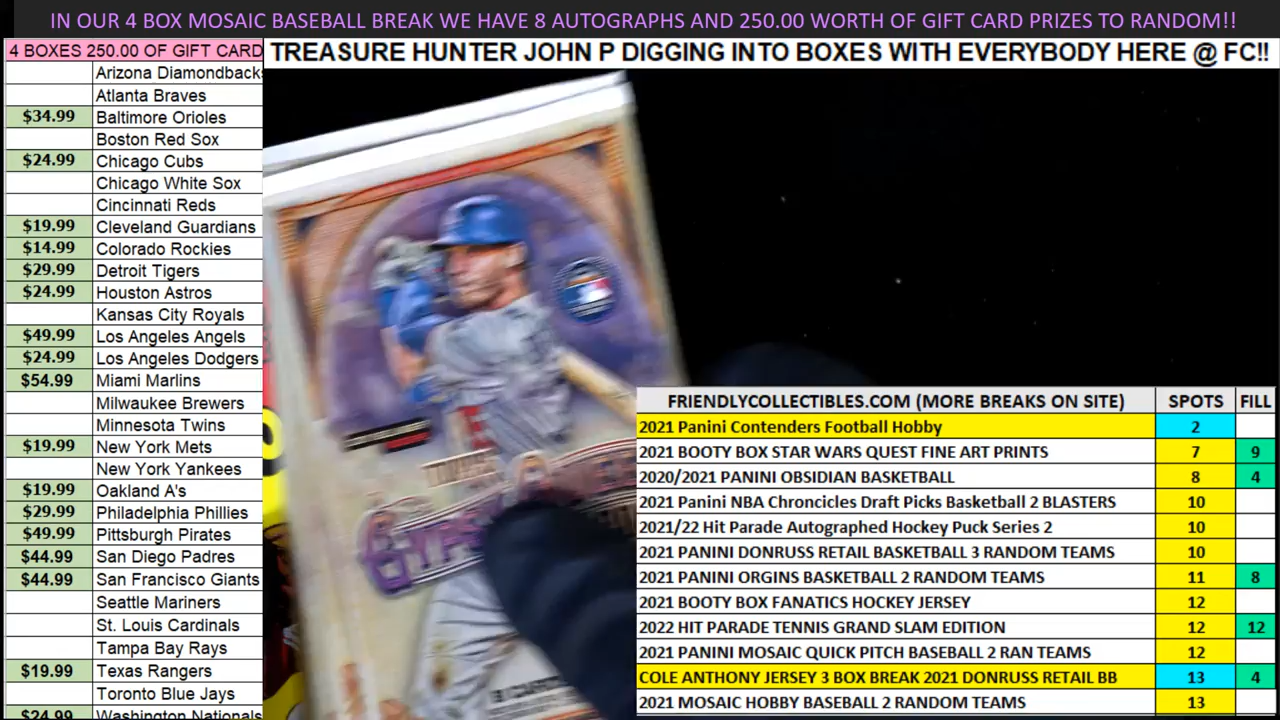 IN OUR 4 BOX MOSAIC BASEBALL BREAK WE HAVE 8 AUTOGRAPHS AND 250.00 WORTH OF GIFT CARD PRIZES TO RANDOM!!
4 BOXES 250.00 OF GIFT CARD
TREASURE HUNTER JOHN P DIGGING INTO BOXES WITH EVERYBODY HERE @ FC!!
Arizona Diamondbacks
Atlanta Braves
$34.99 Baltimore Orioles
Boston Red Sox
$24.99 Chicago Cubs
Chicago White Sox
Cincinnati Reds
$19.99 Cleveland Guardians
$14.99 Colorado Rockies
$29.99 Detroit Tigers
$24.99 Houston Astros
Kansas City Royals
$49.99 Los Angeles Angels
$24.99 Los Angeles Dodgers
$54.99 Miami Marlins
Milwaukee Brewers
Minnesota Twins
$19.99 New York Mets
New York Yankees
$19.99 Oakland A's
$29.99 Philadelphia Phillies
$49.99 Pittsburgh Pirates
$44.99 San Diego Padres
$44.99 San Francisco Giants
Seattle Mariners
St. Louis Cardinals
Tampa Bay Rays
$19.99 Texas Rangers
Toronto Blue Jays
$24.99 Washington Nationals
FRIENDLYCOLLECTIBLES.COM (MORE BREAKS ON SITE) SPOTS FILL
2021 Panini Contenders Football Hobby 2
2021 BOOTY BOX STAR WARS QUEST FINE ART PRINTS 7 9
2020/2021 PANINI OBSIDIAN BASKETBALL 8 4
2021 Panini NBA Chroncicles Draft Picks Basketball 2 BLASTERS 10
2021/22 Hit Parade Autographed Hockey Puck Series 2 10
2021 PANINI DONRUSS RETAIL BASKETBALL 3 RANDOM TEAMS 10
2021 PANINI ORGINS BASKETBALL 2 RANDOM TEAMS 11 8
2021 BOOTY BOX FANATICS HOCKEY JERSEY 12
2022 HIT PARADE TENNIS GRAND SLAM EDITION 12 12
2021 PANINI MOSAIC QUICK PITCH BASEBALL 2 RAN TEAMS 12
COLE ANTHONY JERSEY 3 BOX BREAK 2021 DONRUSS RETAIL BB 13 4
2021 MOSAIC HOBBY BASEBALL 2 RANDOM TEAMS 13